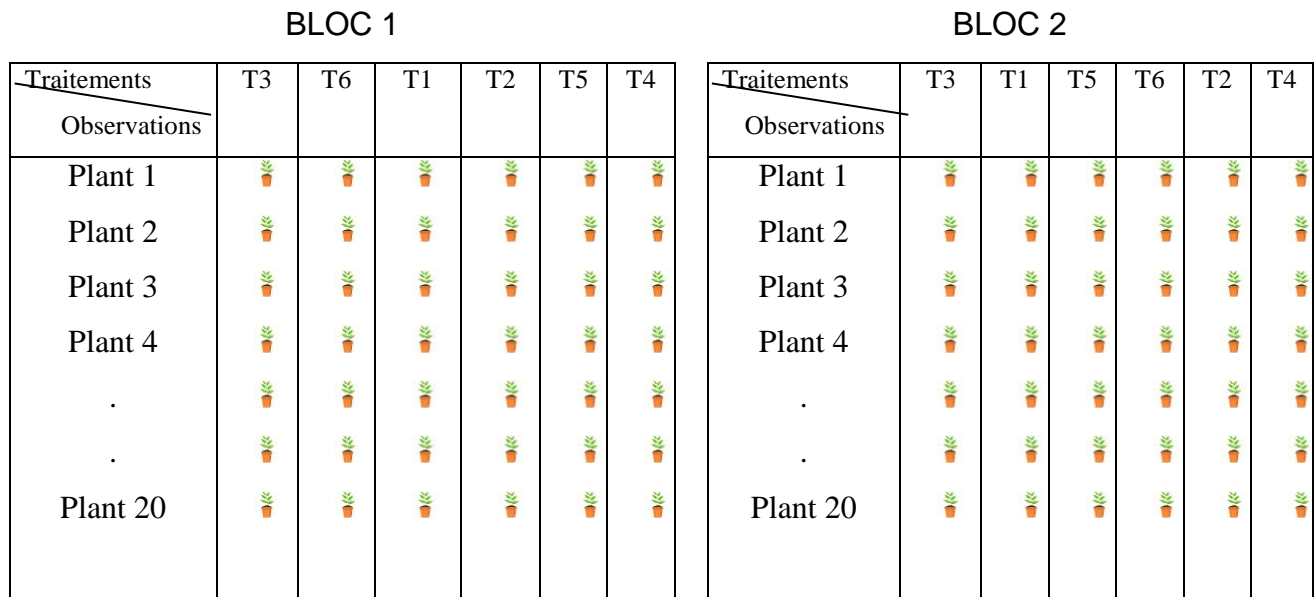 BLOC 1
Traitements T3 T6 T1 T2 T5 T4
Observations
Plant 1
Plant 2
Plant 3
Plant 4
.
.
Plant 20
BLOC 2
Traitements T3 T1 T5 T6 T2 T4
Observations
Plant 1
Plant 2
Plant 3
Plant 4
.
.
Plant 20